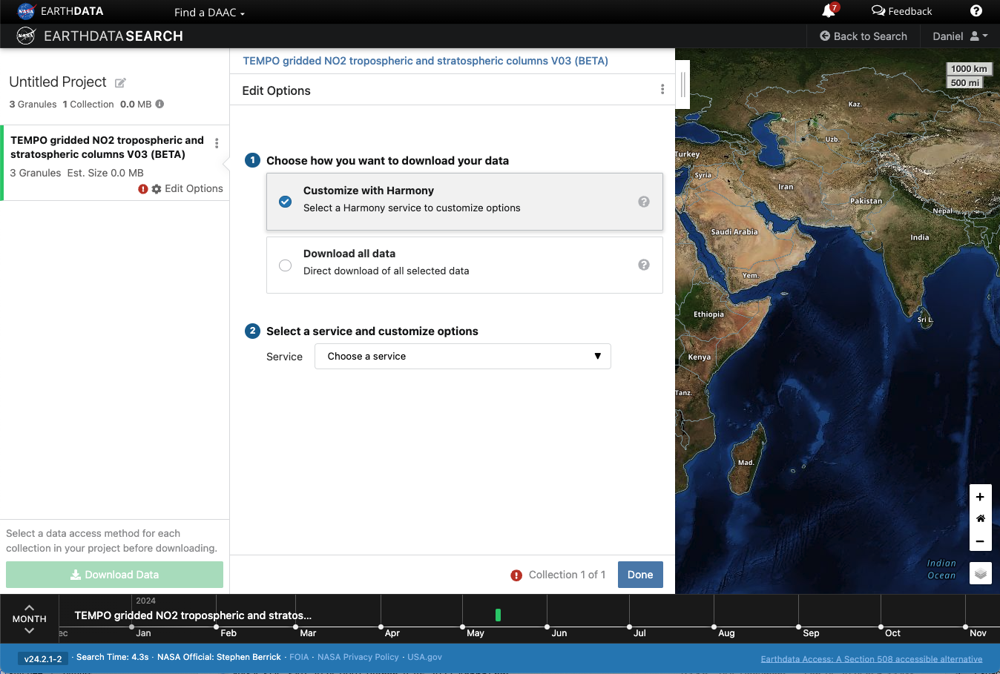 EARTHDATA
Find a DAAC
7
Feedback
EARTHDATA SEARCH
Back to Search
Daniel
Untitled Project
3 Granules 1 Collection 0.0 MB
TEMPO gridded NO2 tropospheric and
stratospheric columns V03 (BETA)
3 Granules Est. Size 0.0 MB
Edit Options
Select a data access method for each
collection in your project before downloading.
Download Data
TEMPO gridded NO2 tropospheric and stratospheric columns V03 (BETA)
Edit Options
1 Choose how you want to download your data
Customize with Harmony
Select a Harmony service to customize options
Download all data
Direct download of all selected data
2 Select a service and customize options
Service Choose a service
Collection 1 of 1
Done
1000 km
500 mi
Kaz.
Uzb.
Turkey
Syria
Iran
Pakistan
Nepal
Saudi Arabia
India
Yem.
Ethiopia
Sri L.
Kenya
Tanz.
Mad.
Indian
Ocean
MONTH
2024
TEMPO gridded NO2 tropospheric and stratos...
ec Jan Feb Mar Apr May Jun Jul Aug Sep Oct Nov
v24.2.1-2 · Search Time: 4.3s · NASA Official: Stephen Berrick · FOIA · NASA Privacy Policy · USA.gov
Earthdata Access: A Section 508 accessible alternative